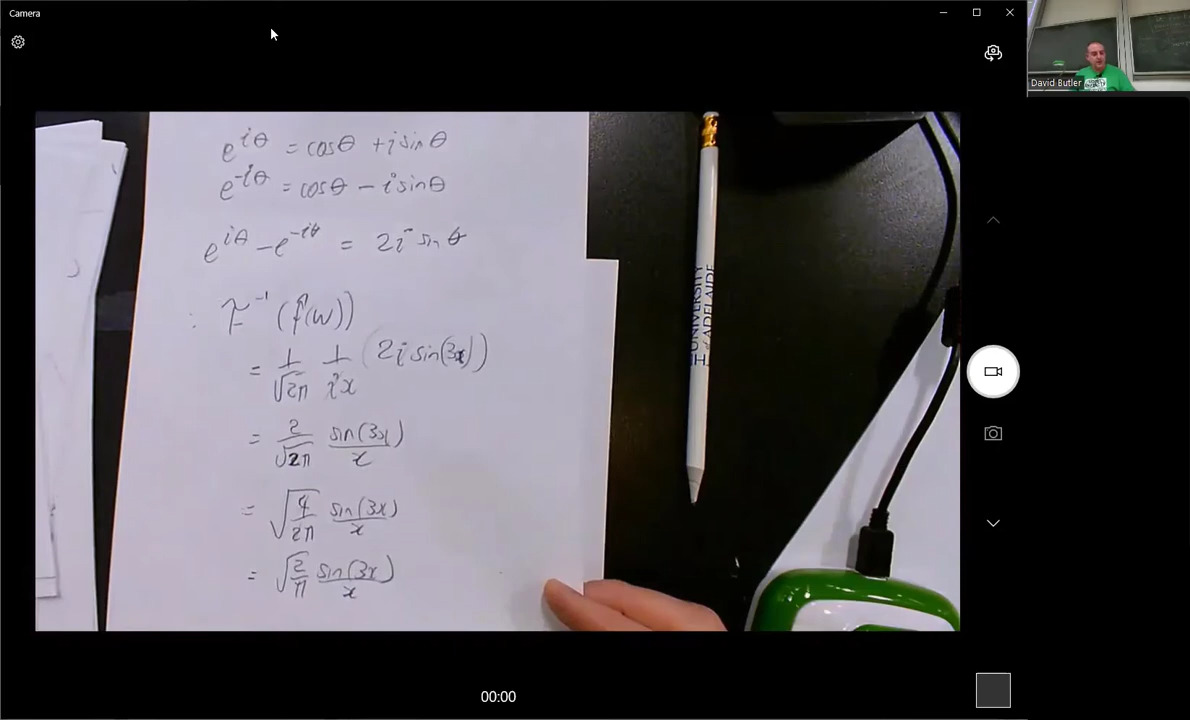 Camera
David Butler
e^{iθ} = cosθ + i sinθ
e^{-iθ} = cosθ - i sinθ
e^{iθ} - e^{-iθ} = 2i sinθ
F^{-1}(f̂(w))
= 1/√(2π) 1/(ix) (2i sin(3x))
= 2/√(2π) sin(3x)/x
= √(4/2π) sin(3x)/x
= √(2/π) sin(3x)/x
UNIVERSITY
of ADELAIDE
00:00